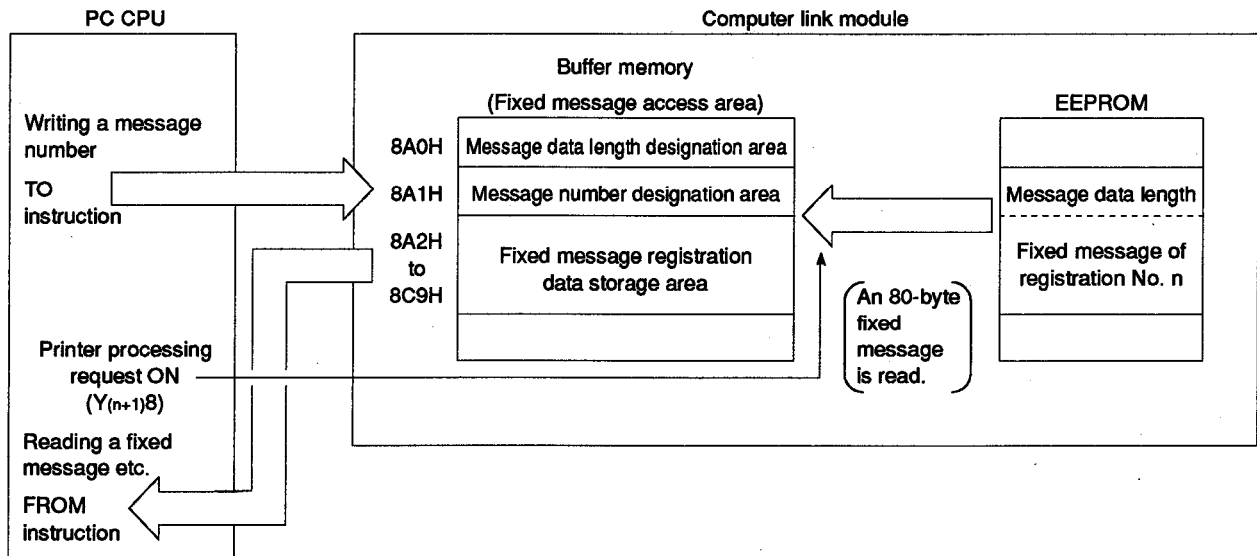 PC CPU
Computer link module
Writing a message
number
TO
instruction
Printer processing
request ON
(Y(n+1)8)
Reading a fixed
message etc.
FROM
instruction
Buffer memory
(Fixed message access area)
8A0H
Message data length designation area
8A1H
Message number designation area
8A2H
to
8C9H
Fixed message registration
data storage area
An 80-byte
fixed
message
is read.
EEPROM
Message data length
Fixed message of
registration No. n